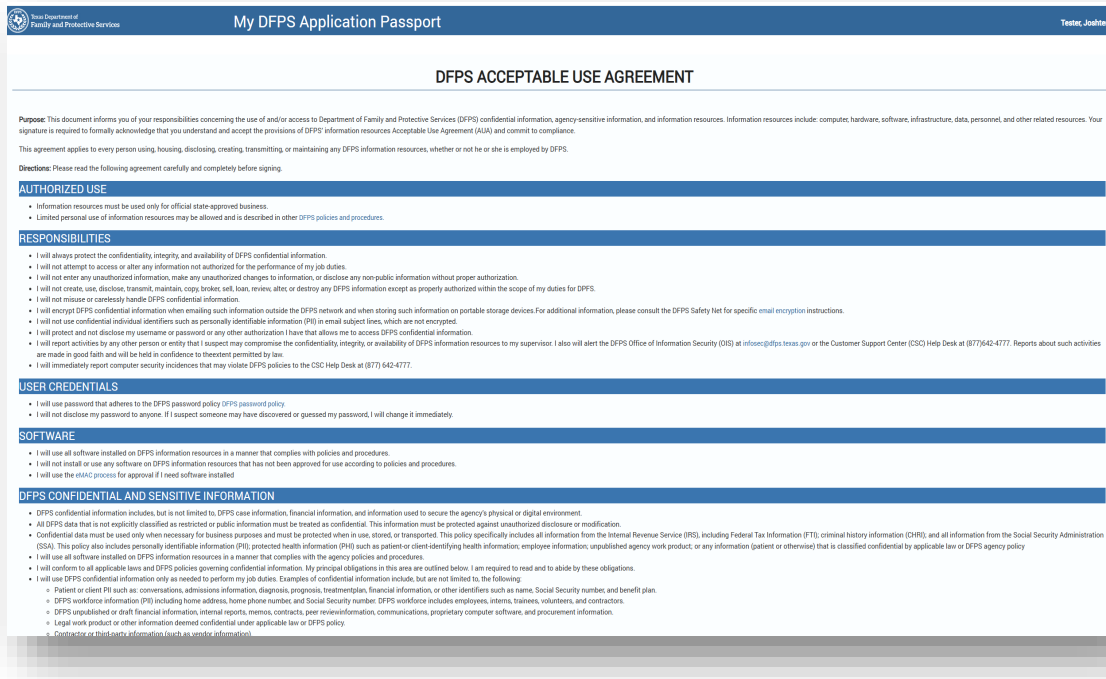 Texas Department of
Family and Protective Services
My DFPS Application Passport
Tester, Joshte
DFPS ACCEPTABLE USE AGREEMENT
Purpose: This document informs you of your responsibilities concerning the use of and/or access to Department of Family and Protective Services (DFPS) confidential information, agency-sensitive information, and information resources. Information resources include: computer, hardware, software, infrastructure, data, personnel, and other related resources. Your
signature is required to formally acknowledge that you understand and accept the provisions of DFPS' information resources Acceptable Use Agreement (AUA) and commit to compliance.
This agreement applies to every person using, housing, disclosing, creating, transmitting, or maintaining any DFPS information resources, whether or not he or she is employed by DFPS.
Directions: Please read the following agreement carefully and completely before signing.
AUTHORIZED USE
• Information resources must be used only for official state-approved business.
• Limited personal use of information resources may be allowed and is described in other DFPS policies and procedures.
RESPONSIBILITIES
• I will always protect the confidentiality, integrity, and availability of DFPS confidential information.
• I will not attempt to access or alter any information not authorized for the performance of my job duties.
• I will not enter any unauthorized information, make any unauthorized changes to information, or disclose any non-public information without proper authorization.
• I will not create, use, disclose, transmit, maintain, copy, broker, sell, loan, review, alter, or destroy any DFPS information except as properly authorized within the scope of my duties for DPFS.
• I will not misuse or carelessly handle DFPS confidential information.
• I will encrypt DFPS confidential information when emailing such information outside the DFPS network and when storing such information on portable storage devices.For additional information, please consult the DFPS Safety Net for specific email encryption instructions.
• I will not use confidential individual identifiers such as personally identifiable information (PII) in email subject lines, which are not encrypted.
• I will protect and not disclose my username or password or any other authorization I have that allows me to access DFPS confidential information.
• I will report activities by any other person or entity that I suspect may compromise the confidentiality, integrity, or availability of DFPS information resources to my supervisor. I also will alert the DFPS Office of Information Security (OIS) at infosec@dfps.texas.gov or the Customer Support Center (CSC) Help Desk at (877)642-4777. Reports about such activities
are made in good faith and will be held in confidence to theextent permitted by law.
• I will immediately report computer security incidences that may violate DFPS policies to the CSC Help Desk at (877) 642-4777.
USER CREDENTIALS
• I will use password that adheres to the DFPS password policy DFPS password policy.
• I will not disclose my password to anyone. If I suspect someone may have discovered or guessed my password, I will change it immediately.
SOFTWARE
• I will use all software installed on DFPS information resources in a manner that complies with policies and procedures.
• I will not install or use any software on DFPS information resources that has not been approved for use according to policies and procedures.
• I will use the eMAC process for approval if I need software installed
DFPS CONFIDENTIAL AND SENSITIVE INFORMATION
• DFPS confidential information includes, but is not limited to, DFPS case information, financial information, and information used to secure the agency's physical or digital environment.
• All DFPS data that is not explicitly classified as restricted or public information must be treated as confidential. This information must be protected against unauthorized disclosure or modification.
• Confidential data must be used only when necessary for business purposes and must be protected when in use, stored, or transported. This policy specifically includes all information from the Internal Revenue Service (IRS), including Federal Tax Information (FTI); criminal history information (CHRI); and all information from the Social Security Administration
(SSA). This policy also includes personally identifiable information (PII); protected health information (PHI) such as patient-or client-identifying health information; employee information; unpublished agency work product; or any information (patient or otherwise) that is classified confidential by applicable law or DFPS agency policy
• I will use all software installed on DFPS information resources in a manner that complies with the agency policies and procedures.
• I will conform to all applicable laws and DFPS policies governing confidential information. My principal obligations in this area are outlined below. I am required to read and to abide by these obligations.
• I will use DFPS confidential information only as needed to perform my job duties. Examples of confidential information include, but are not limited to, the following:
○ Patient or client PII such as: conversations, admissions information, diagnosis, prognosis, treatmentplan, financial information, or other identifiers such as name, Social Security number, and benefit plan.
○ DFPS workforce information (PII) including home address, home phone number, and Social Security number. DFPS workforce includes employees, interns, trainees, volunteers, and contractors.
○ DFPS unpublished or draft financial information, internal reports, memos, contracts, peer reviewinformation, communications, proprietary computer software, and procurement information.
○ Legal work product or other information deemed confidential under applicable law or DFPS policy.
○ Contractor or third-party information (such as vendor information)